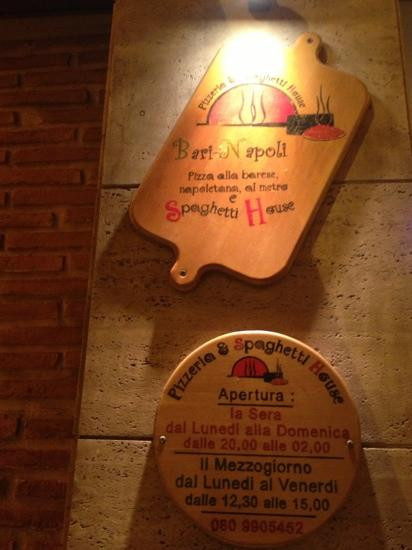 Pizzeria & Spaghetti House
Bari-Napoli
Pizza alla barese,
napoletana, al metro
e
Spaghetti House
Pizzeria & Spaghetti House
Apertura :
la Sera
dal Lunedì alla Domenica
dalle 20,00 alle 02,00
Il Mezzogiorno
dal Lunedì al Venerdì
dalle 12,30 alle 15,00
080 9905452